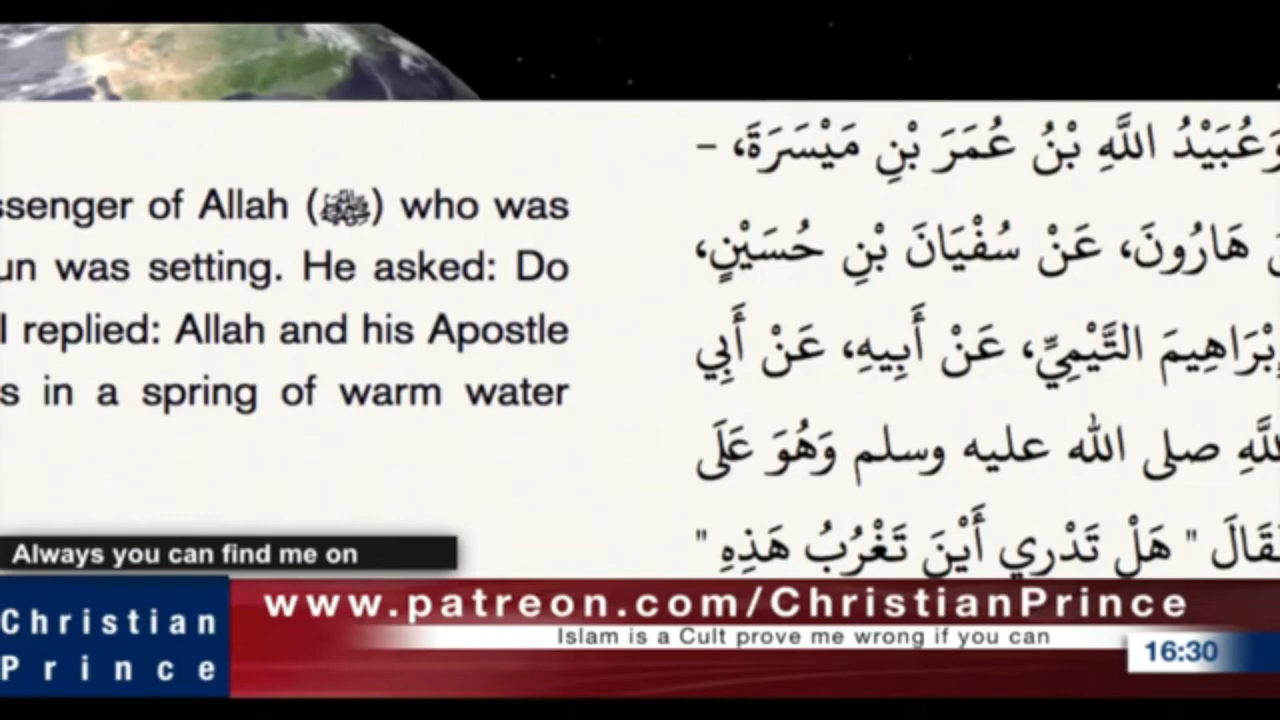 ssenger of Allah (ﷺ) who was
un was setting. He asked: Do
I replied: Allah and his Apostle
s in a spring of warm water
وَعُبَيْدُ اللَّهِ بْنُ عُمَرَ بْنِ مَيْسَرَةَ، –
هَارُونَ، عَنْ سُفْيَانَ بْنِ حُسَيْنٍ،
إِبْرَاهِيمَ التَّيْمِيِّ، عَنْ أَبِيهِ، عَنْ أَبِي
صلى الله عليه وسلم وَهُوَ عَلَى
فَقَالَ " هَلْ تَدْرِي أَيْنَ تَغْرُبُ هَذِهِ "
Always you can find me on
www.patreon.com/ChristianPrince
Christian
Prince
Islam is a Cult prove me wrong if you can
16:30